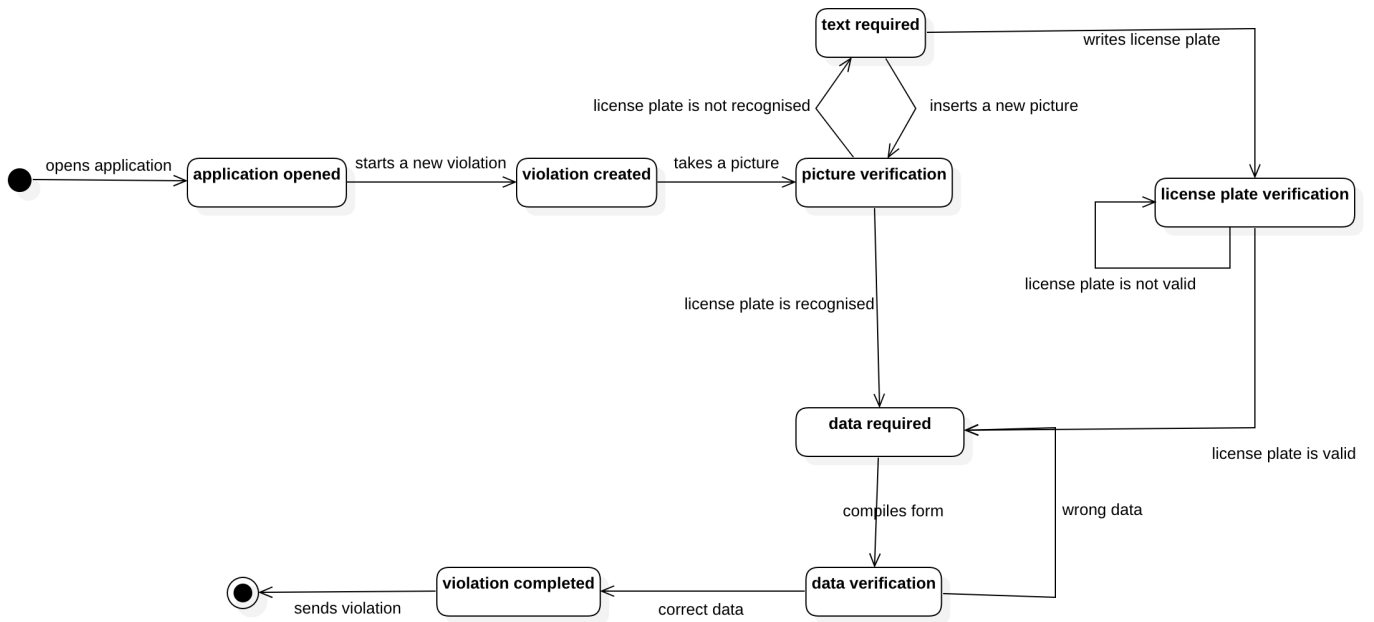 text required
writes license plate
license plate is not recognised
inserts a new picture
opens application
application opened
starts a new violation
violation created
takes a picture
picture verification
license plate verification
license plate is not valid
license plate is recognised
data required
license plate is valid
compiles form
wrong data
violation completed
data verification
sends violation
correct data